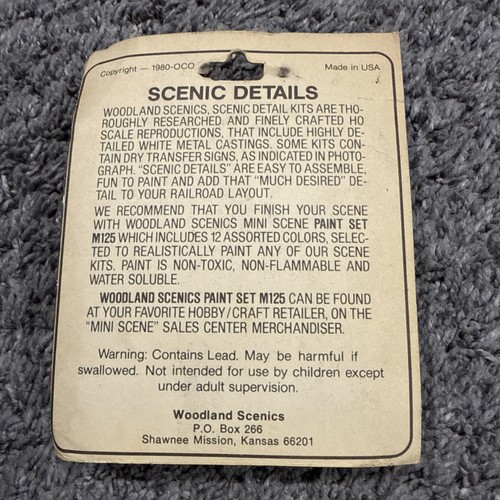 Copyright — 1980-OCO
Made in USA
SCENIC DETAILS
WOODLAND SCENICS, SCENIC DETAIL KITS ARE THO-
ROUGHLY RESEARCHED AND FINELY CRAFTED HO
SCALE REPRODUCTIONS, THAT INCLUDE HIGHLY DE-
TAILED WHITE METAL CASTINGS. SOME KITS CON-
TAIN DRY TRANSFER SIGNS, AS INDICATED IN PHOTO-
GRAPH. "SCENIC DETAILS" ARE EASY TO ASSEMBLE,
FUN TO PAINT AND ADD THAT "MUCH DESIRED" DE-
TAIL TO YOUR RAILROAD LAYOUT.
WE RECOMMEND THAT YOU FINISH YOUR SCENE
WITH WOODLAND SCENICS MINI SCENE PAINT SET
M125 WHICH INCLUDES 12 ASSORTED COLORS, SELEC-
TED TO REALISTICALLY PAINT ANY OF OUR SCENE
KITS. PAINT IS NON-TOXIC, NON-FLAMMABLE AND
WATER SOLUBLE.
WOODLAND SCENICS PAINT SET M125 CAN BE FOUND
AT YOUR FAVORITE HOBBY/CRAFT RETAILER, ON THE
"MINI SCENE" SALES CENTER MERCHANDISER.
Warning: Contains Lead. May be harmful if
swallowed. Not intended for use by children except
under adult supervision.
Woodland Scenics
P.O. Box 266
Shawnee Mission, Kansas 66201